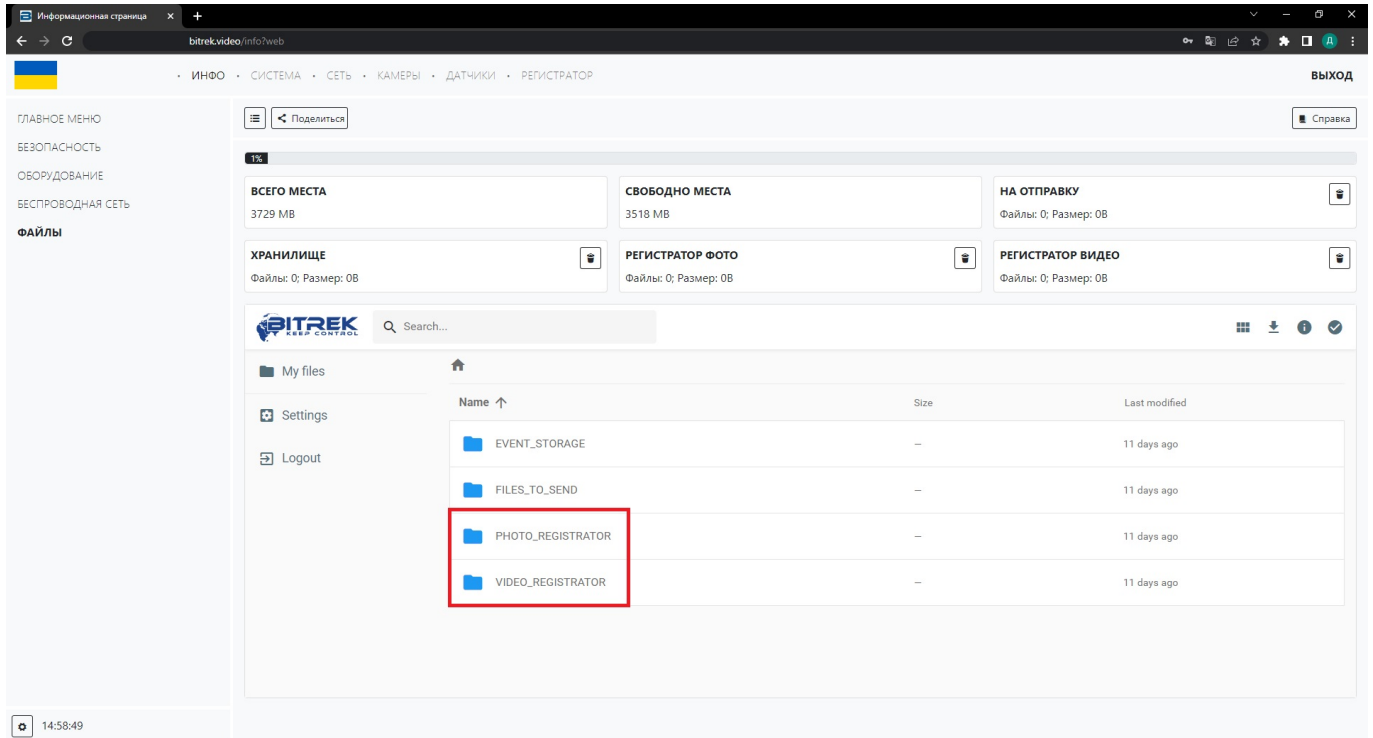 Информационная страница
bitrek.video/info?web
Д
· ИНФО · СИСТЕМА · СЕТЬ · КАМЕРЫ · ДАТЧИКИ · РЕГИСТРАТОР
ВЫХОД
ГЛАВНОЕ МЕНЮ
БЕЗОПАСНОСТЬ
ОБОРУДОВАНИЕ
БЕСПРОВОДНАЯ СЕТЬ
ФАЙЛЫ
Поделиться
Справка
1%
ВСЕГО МЕСТА
3729 MB
СВОБОДНО МЕСТА
3518 MB
НА ОТПРАВКУ
Файлы: 0; Размер: 0B
ХРАНИЛИЩЕ
Файлы: 0; Размер: 0B
РЕГИСТРАТОР ФОТО
Файлы: 0; Размер: 0B
РЕГИСТРАТОР ВИДЕО
Файлы: 0; Размер: 0B
BITREK
KEEP CONTROL
Search...
My files
Settings
Logout
Name Size Last modified
EVENT_STORAGE – 11 days ago
FILES_TO_SEND – 11 days ago
PHOTO_REGISTRATOR – 11 days ago
VIDEO_REGISTRATOR – 11 days ago
14:58:49